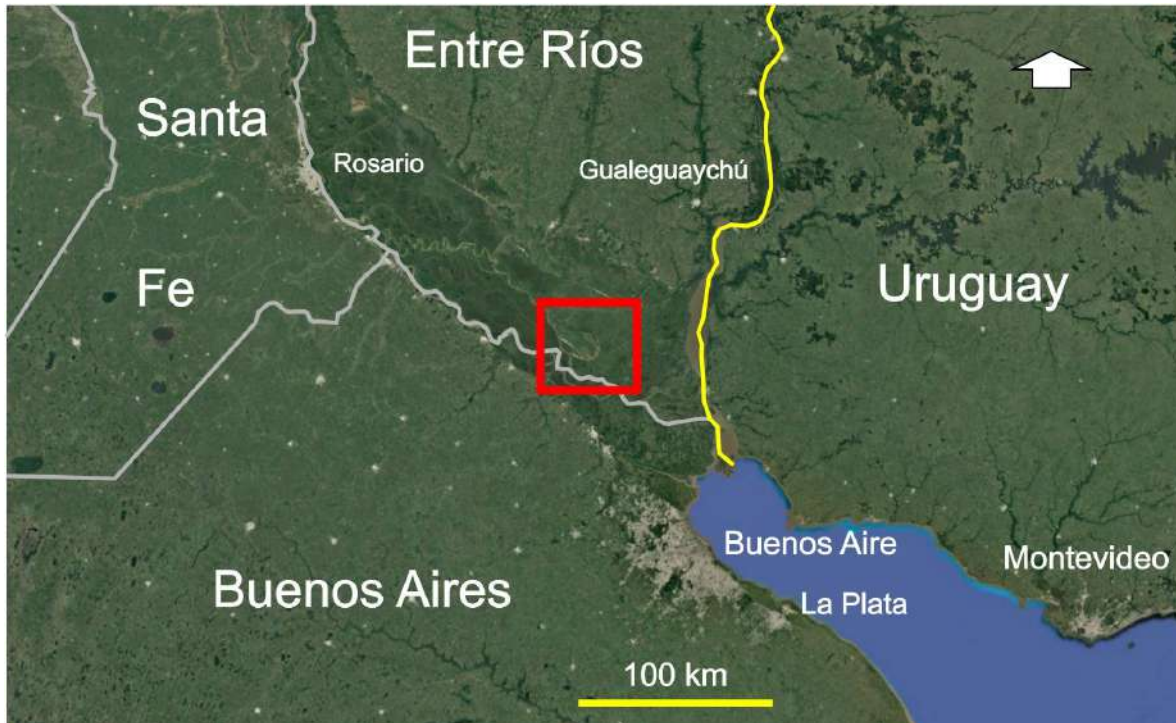 Entre Ríos
Santa
Rosario
Gualeguaychú
Fe
Uruguay
Buenos Aire
Montevideo
Buenos Aires
La Plata
100 km